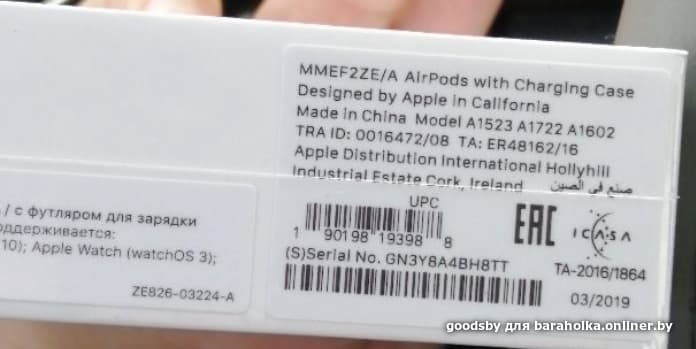 MMEF2ZE/A AirPods with Charging Case
Designed by Apple in California
Made in China Model A1523 A1722 A1602
TRA ID: 0016472/08 TA: ER48162/16
Apple Distribution International Hollyhill
Industrial Estate Cork, Ireland صنع في الصين
/ с футляром для зарядки
10); Apple Watch (watchOS 3);
ZE826-03224-A
UPC
1 90198 19398 8
EAC
ICASA
(S)Serial No. GN3Y8A4BH8TT
TA-2016/1864
03/2019
goodsby для baraholka.onliner.by